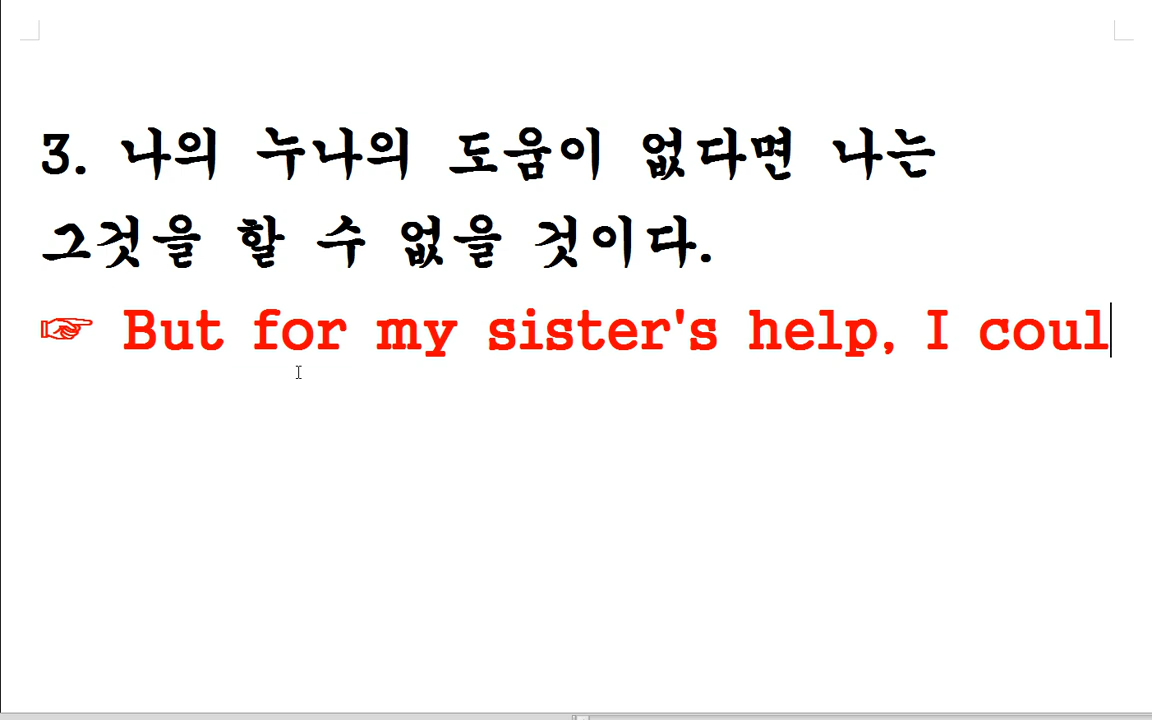 3. 나의 누나의 도움이 없다면 나는
그것을 할 수 없을 것이다.
☞ But for my sister's help, I coul